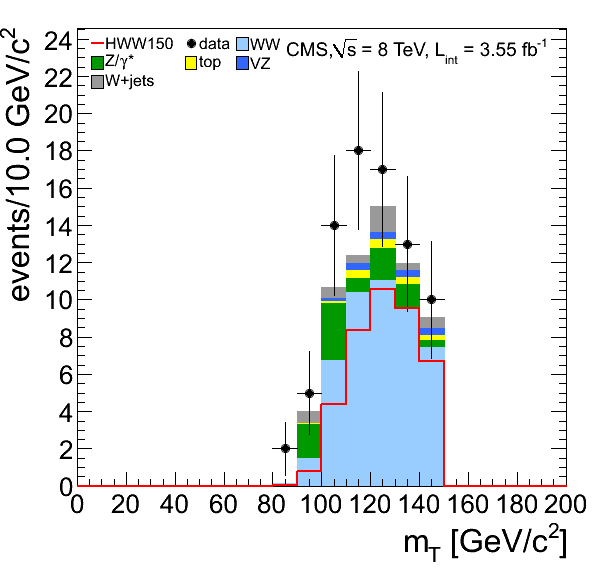 HWW150 data WW CMS,√s = 8 TeV, L_int = 3.55 fb⁻¹
Z/γ* top VZ
W+jets
events/10.0 GeV/c²
24
22
20
18
16
14
12
10
8
6
4
2
0
0 20 40 60 80 100 120 140 160 180 200
m_T [GeV/c²]